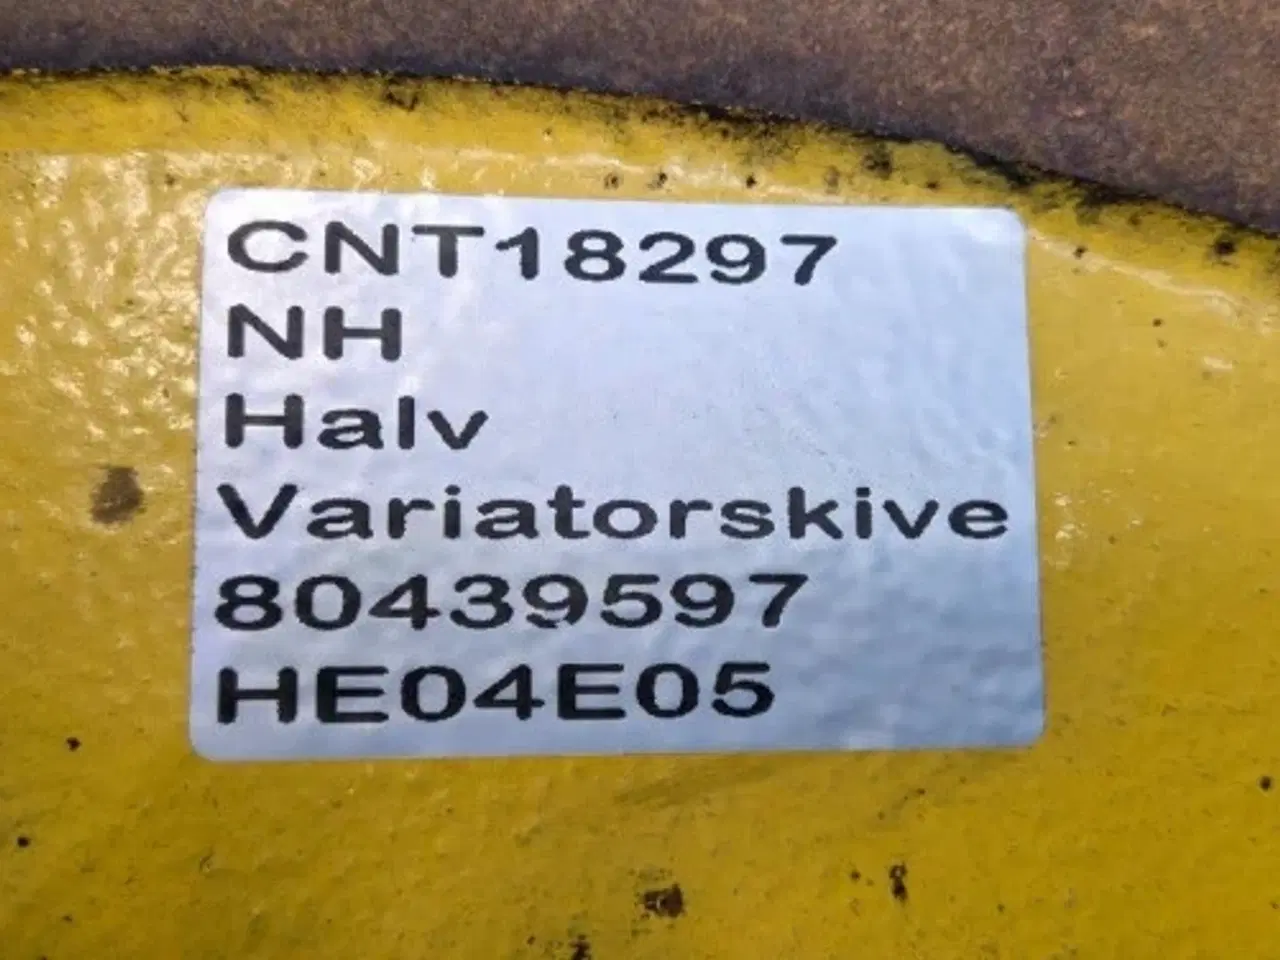 CNT18297
NH
Halv
Variatorskive
80439597
HE04E05